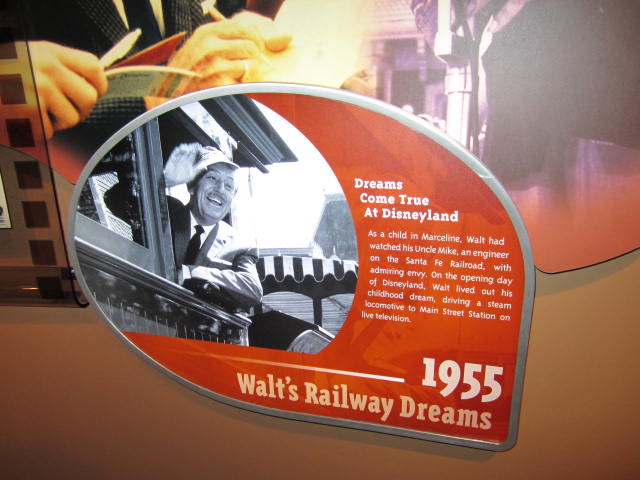 Dreams
Come True
At Disneyland
As a child in Marceline, Walt had
watched his Uncle Mike, an engineer
on the Santa Fe Railroad, with
admiring envy. On the opening day
of Disneyland, Walt lived out his
childhood dream, driving a steam
locomotive to Main Street Station on
live television.
1955
Walt's Railway Dreams